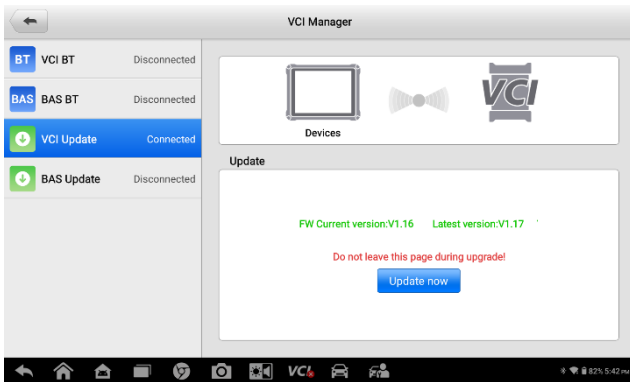 VCI Manager
BT VCI BT Disconnected
BAS BAS BT Disconnected
VCI Update Connected
BAS Update Disconnected
VCI
Devices
Update
FW Current version:V1.16 Latest version:V1.17
Do not leave this page during upgrade!
Update now
VCI 82% 5:42 PM